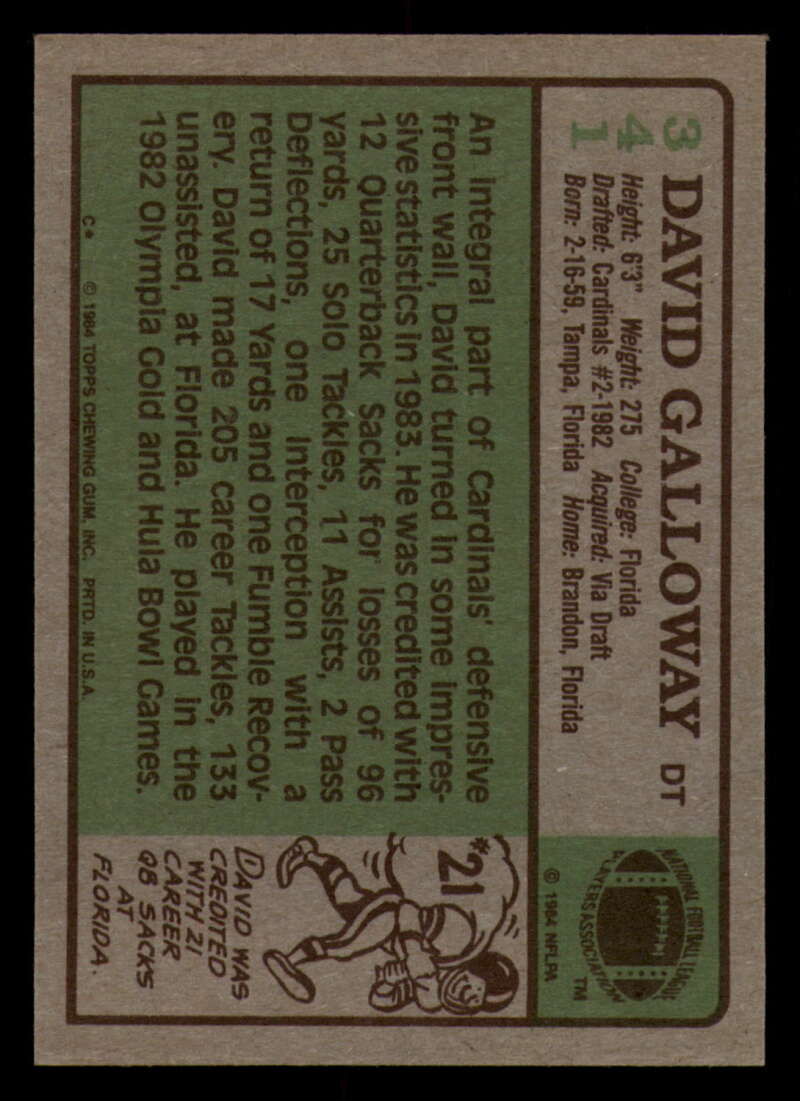 341
DAVID GALLOWAY DT
Height: 6'3" Weight: 275 College: Florida
Drafted: Cardinals #2-1982 Acquired: Via Draft
Born: 2-16-59, Tampa, Florida Home: Brandon, Florida
NATIONAL FOOTBALL LEAGUE
PLAYERS ASSOCIATION
TM
© 1984 NFLPA
An integral part of Cardinals' defensive
front wall, David turned in some impres-
sive statistics in 1983. He was credited with
12 Quarterback Sacks for losses of 96
yards, 25 Solo Tackles, 11 Assists, 2 Pass
Deflections, one Interception with a
return of 17 Yards and one Fumble Recov-
ery. David made 205 career Tackles, 133
unassisted, at Florida. He played in the
1982 Olympia Gold and Hula Bowl Games.
#21
DAVID WAS
CREDITED
WITH 21
CAREER
QB SACKS
AT
FLORIDA.
C* © 1984 TOPPS CHEWING GUM, INC. PRTD. IN U.S.A.